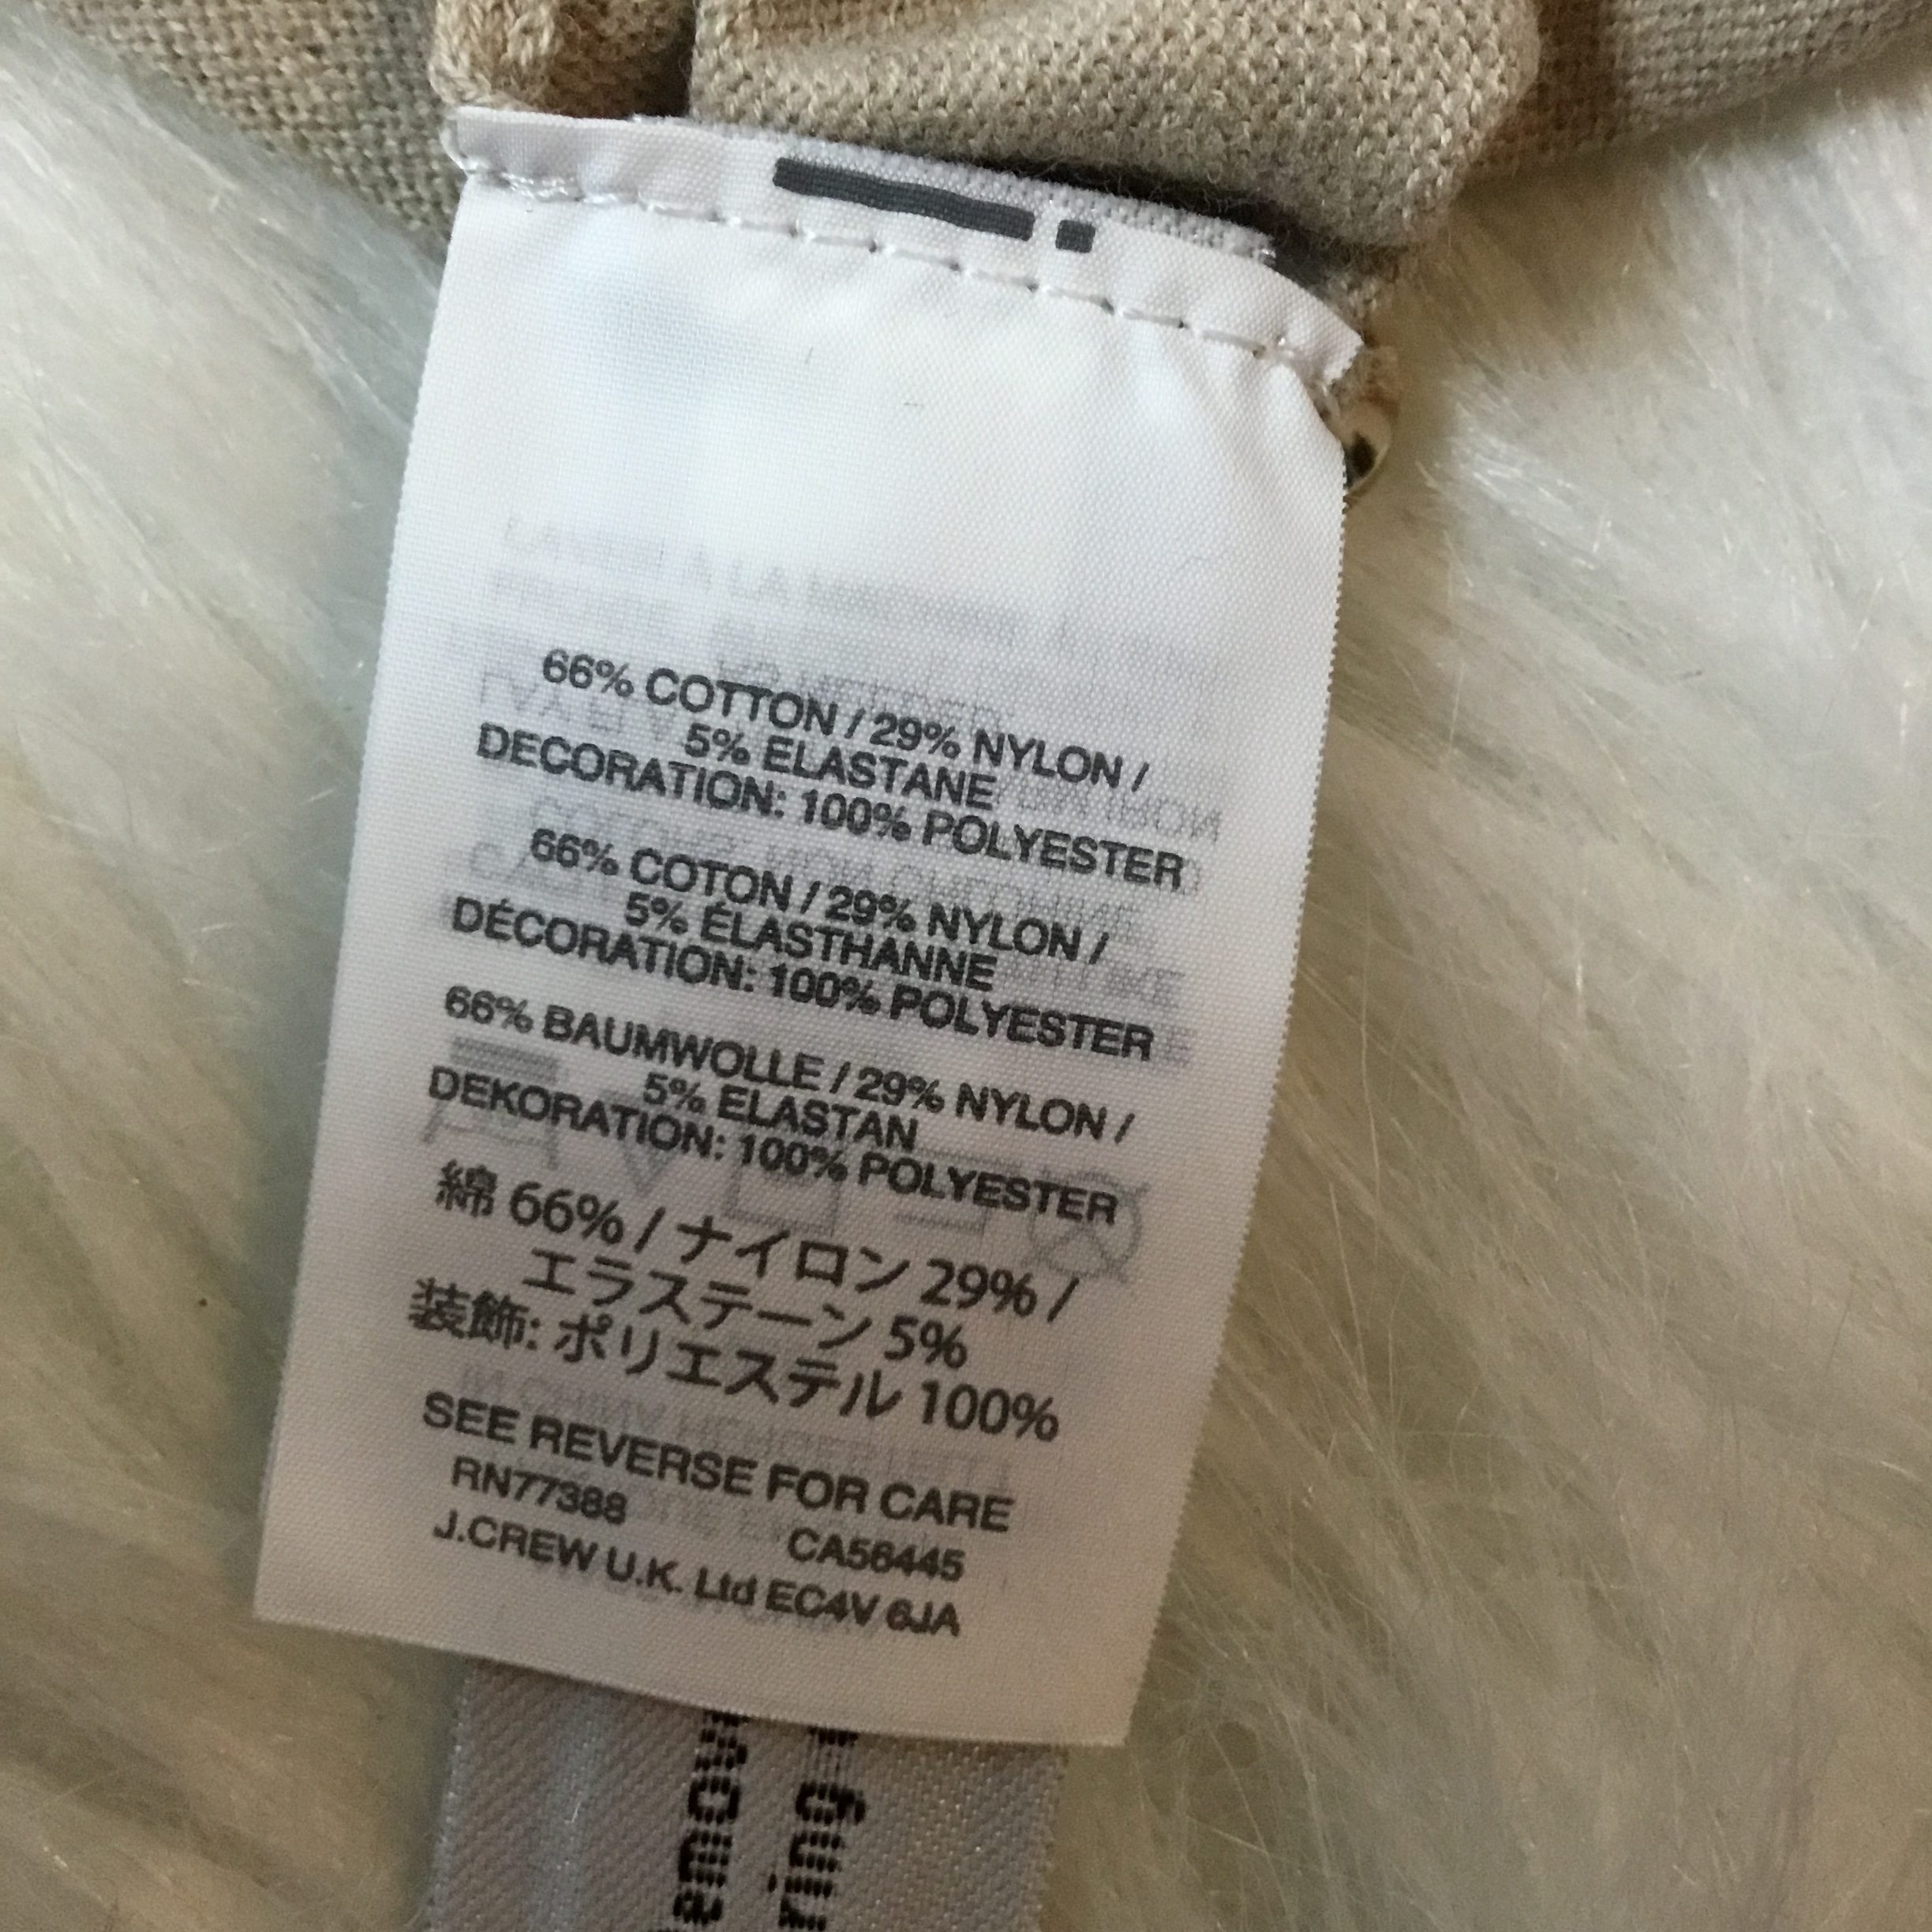 66% COTTON / 29% NYLON /
5% ELASTANE
DECORATION: 100% POLYESTER
66% COTON / 29% NYLON /
5% ÉLASTHANNE
DÉCORATION: 100% POLYESTER
66% BAUMWOLLE / 29% NYLON /
5% ELASTAN
DEKORATION: 100% POLYESTER
綿 66% / ナイロン 29% /
エラステーン 5%
装飾: ポリエステル 100%
SEE REVERSE FOR CARE
RN77388 CA56445
J.CREW U.K. Ltd EC4V 6JA